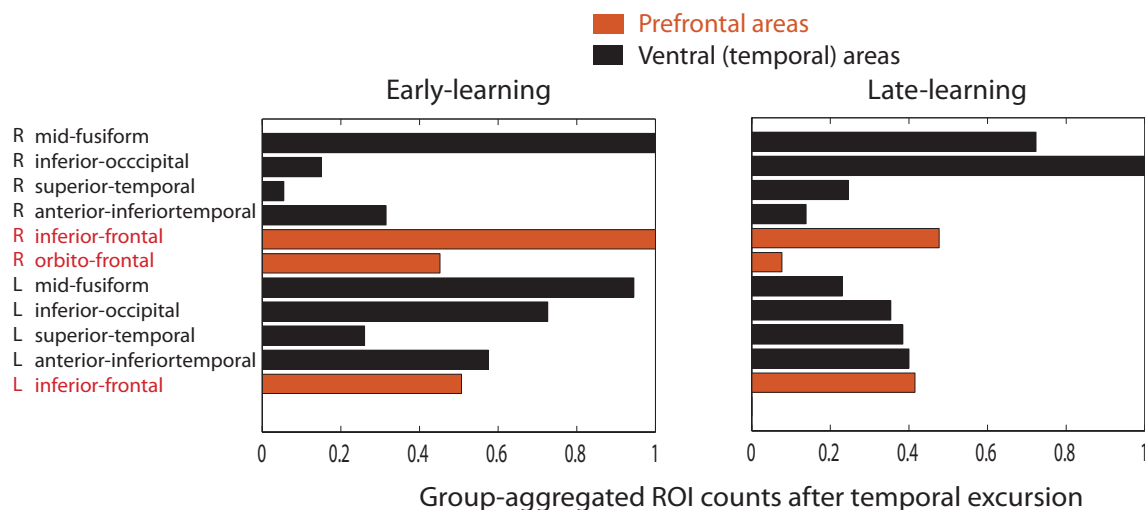 Prefrontal areas
Ventral (temporal) areas
Early-learning
Late-learning
R mid-fusiform
R inferior-occcipital
R superior-temporal
R anterior-inferiortemporal
R inferior-frontal
R orbito-frontal
L mid-fusiform
L inferior-occipital
L superior-temporal
L anterior-inferiortemporal
L inferior-frontal
0 0.2 0.4 0.6 0.8 1
0 0.2 0.4 0.6 0.8 1
Group-aggregated ROI counts after temporal excursion